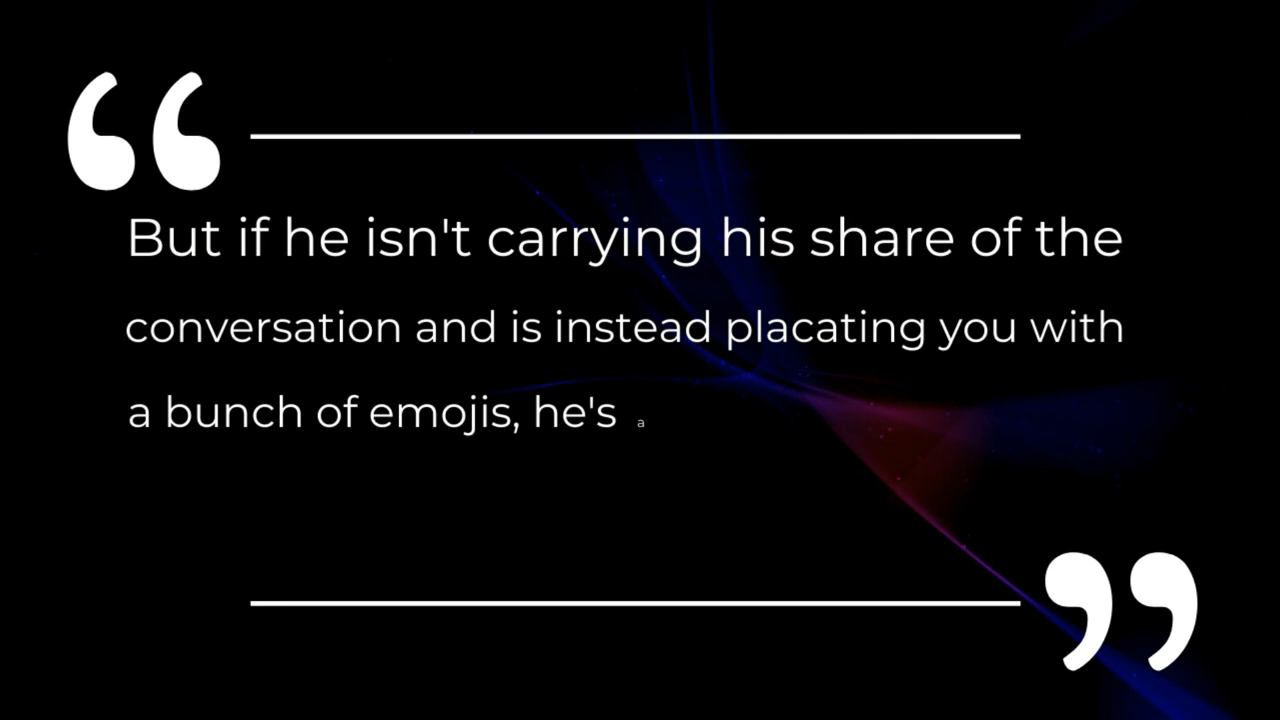 But if he isn't carrying his share of the
conversation and is instead placating you with
a bunch of emojis, he's a